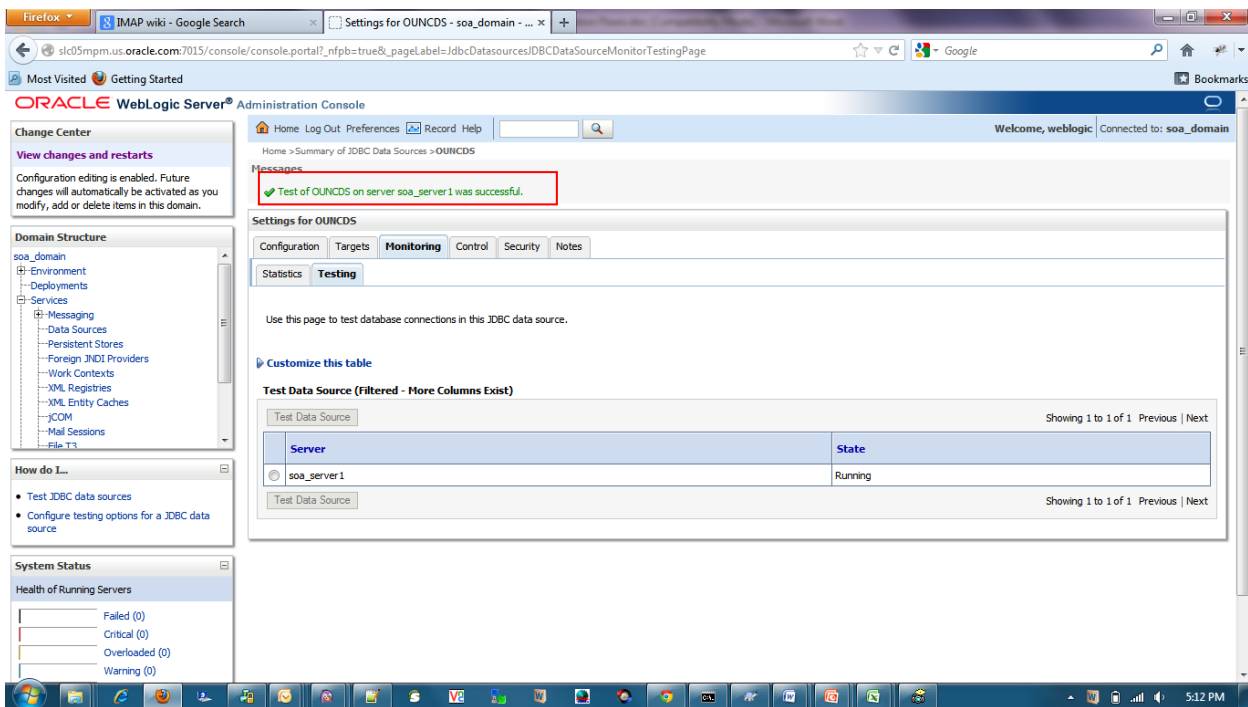 Firefox
IMAP wiki - Google Search
Settings for OUNCDS - soa_domain - ...
slc05mpm.us.oracle.com:7015/console/console.portal?_nfpb=true&_pageLabel=JdbcDatasourcesJDBCDataSourceMonitorTestingPage
Google
Most Visited
Getting Started
Bookmarks
ORACLE WebLogic Server® Administration Console
Change Center
View changes and restarts
Configuration editing is enabled. Future
changes will automatically be activated as you
modify, add or delete items in this domain.
Domain Structure
soa_domain
Environment
Deployments
Services
Messaging
Data Sources
Persistent Stores
Foreign JNDI Providers
Work Contexts
XML Registries
XML Entity Caches
jCOM
Mail Sessions
File T3
How do I...
Test JDBC data sources
Configure testing options for a JDBC data
source
System Status
Health of Running Servers
Failed (0)
Critical (0)
Overloaded (0)
Warning (0)
Home Log Out Preferences Record Help
Welcome, weblogic Connected to: soa_domain
Home >Summary of JDBC Data Sources >OUNCDS
Messages
Test of OUNCDS on server soa_server1 was successful.
Settings for OUNCDS
Configuration Targets Monitoring Control Security Notes
Statistics Testing
Use this page to test database connections in this JDBC data source.
Customize this table
Test Data Source (Filtered - More Columns Exist)
Test Data Source
Showing 1 to 1 of 1 Previous | Next
Server State
soa_server1 Running
Test Data Source
Showing 1 to 1 of 1 Previous | Next
5:12 PM